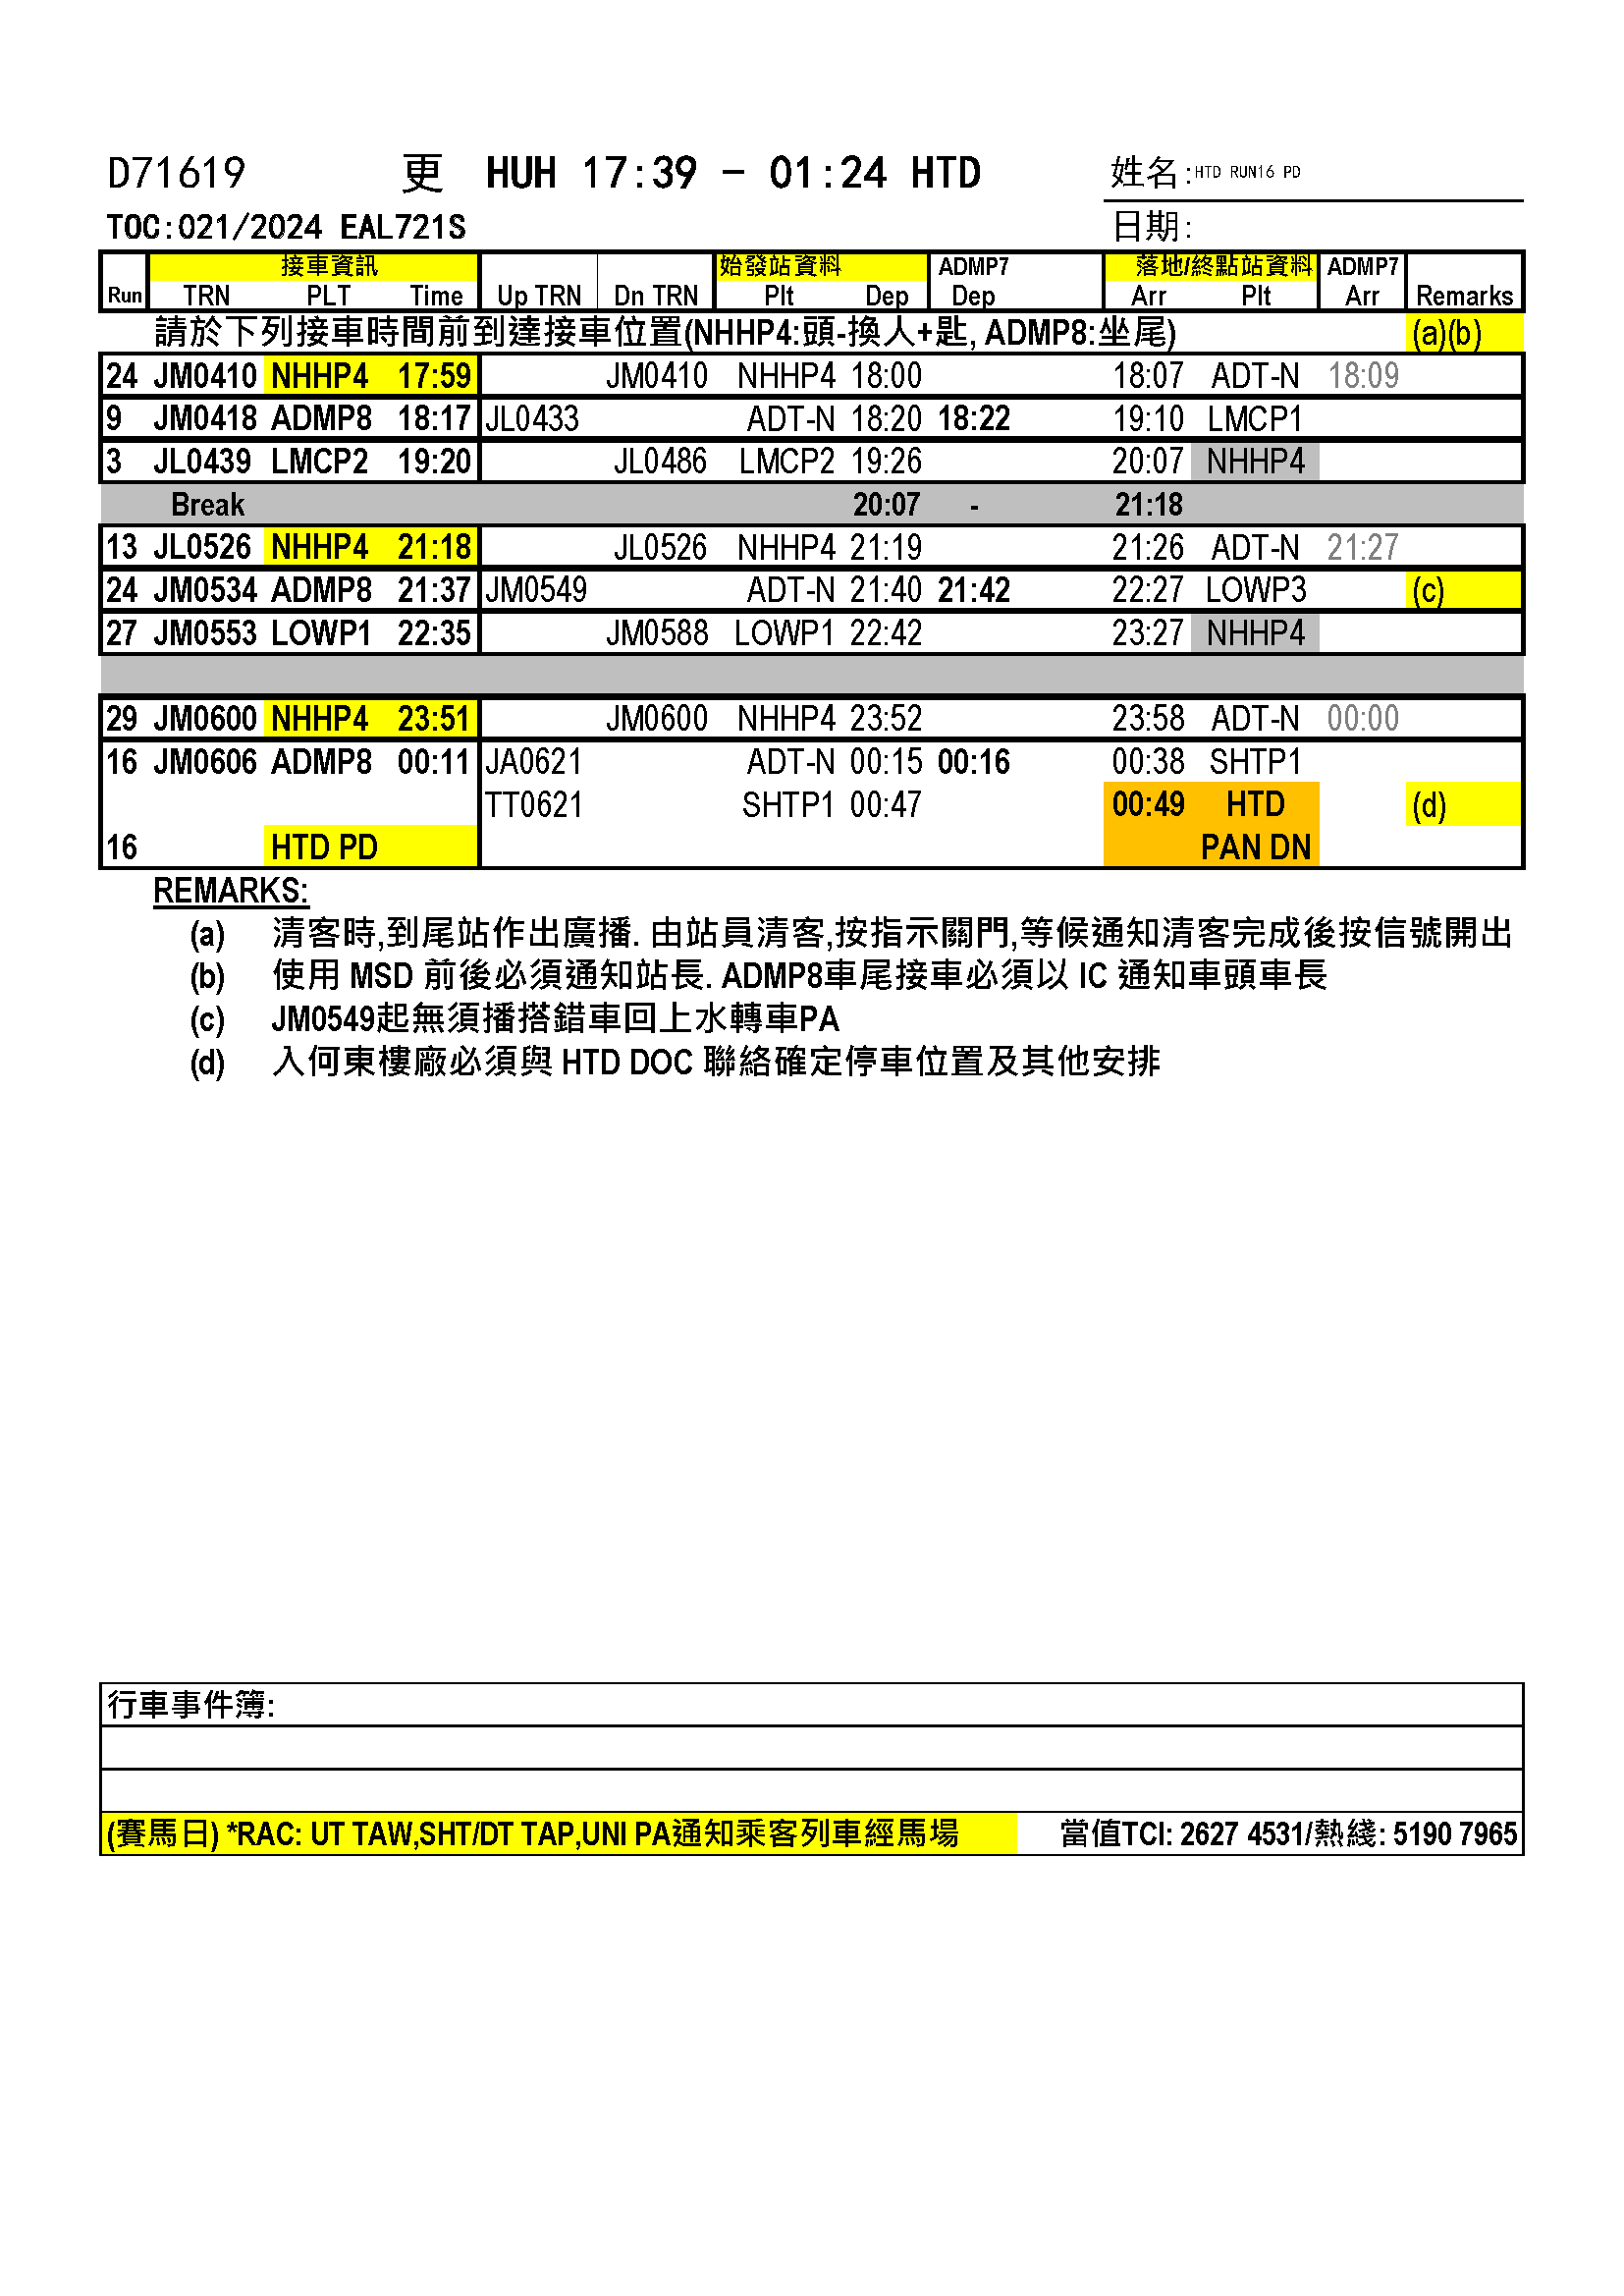 D71619 更 HUH 17:39 - 01:24 HTD 姓名:HTD RUN16 PD
TOC:021/2024 EAL721S 日期:
接車資訊 始發站資料 ADMP7 落地/終點站資料 ADMP7
Run TRN PLT Time Up TRN Dn TRN Plt Dep Dep Arr Plt Arr Remarks
請於下列接車時間前到達接車位置(NHHP4:頭-換人+匙, ADMP8:坐尾) (a)(b)
24 JM0410 NHHP4 17:59 JM0410 NHHP4 18:00 18:07 ADT-N 18:09
9 JM0418 ADMP8 18:17 JL0433 ADT-N 18:20 18:22 19:10 LMCP1
3 JL0439 LMCP2 19:20 JL0486 LMCP2 19:26 20:07 NHHP4
Break 20:07 - 21:18
13 JL0526 NHHP4 21:18 JL0526 NHHP4 21:19 21:26 ADT-N 21:27
24 JM0534 ADMP8 21:37 JM0549 ADT-N 21:40 21:42 22:27 LOWP3 (c)
27 JM0553 LOWP1 22:35 JM0588 LOWP1 22:42 23:27 NHHP4
29 JM0600 NHHP4 23:51 JM0600 NHHP4 23:52 23:58 ADT-N 00:00
16 JM0606 ADMP8 00:11 JA0621 ADT-N 00:15 00:16 00:38 SHTP1
TT0621 SHTP1 00:47 00:49 HTD (d)
16 HTD PD PAN DN
REMARKS:
(a) 清客時,到尾站作出廣播. 由站員清客,按指示關門,等候通知清客完成後按信號開出
(b) 使用 MSD 前後必須通知站長. ADMP8車尾接車必須以 IC 通知車頭車長
(c) JM0549起無須播搭錯車回上水轉車PA
(d) 入何東樓廠必須與 HTD DOC 聯絡確定停車位置及其他安排
行車事件簿:
(賽馬日) *RAC: UT TAW,SHT/DT TAP,UNI PA通知乘客列車經馬場 當值TCI: 2627 4531/熱綫: 5190 7965